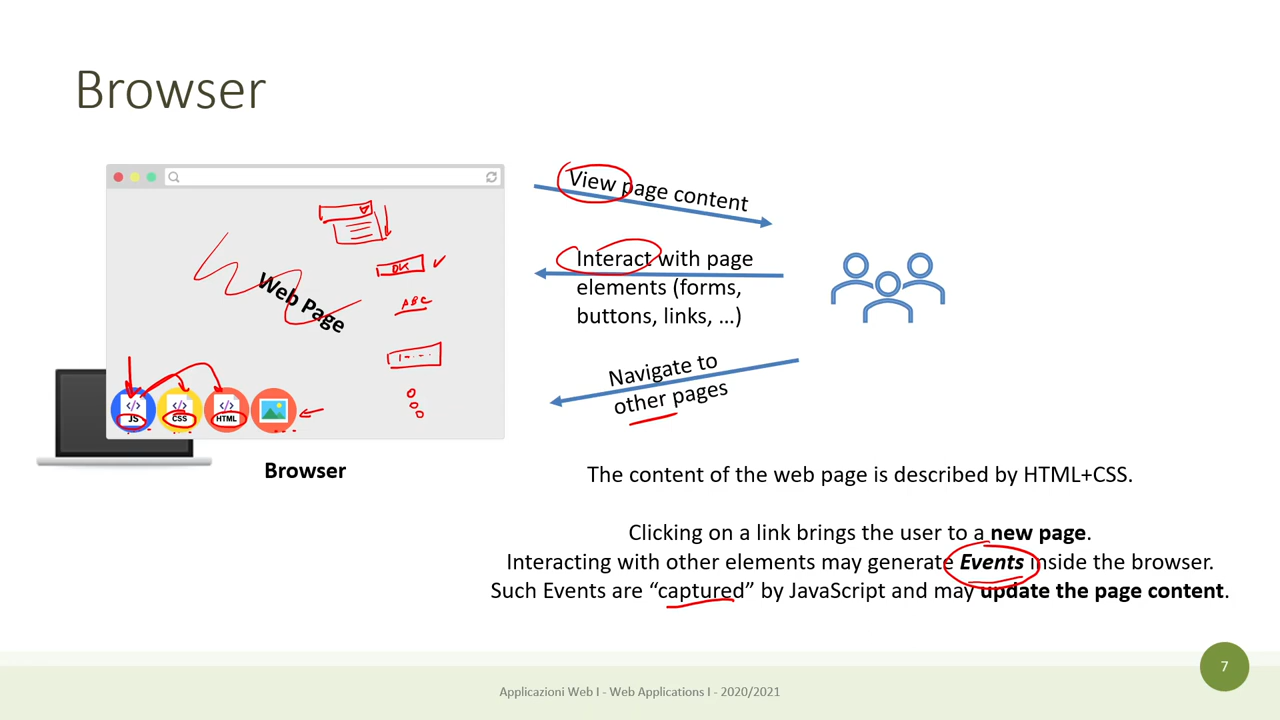 Browser
View page content
Interact with page
elements (forms,
buttons, links, …)
Navigate to
other pages
OK
ABC
Web Page
JS
CSS
HTML
Browser
The content of the web page is described by HTML+CSS.
Clicking on a link brings the user to a new page.
Interacting with other elements may generate Events inside the browser.
Such Events are “captured” by JavaScript and may update the page content.
7
Applicazioni Web I - Web Applications I - 2020/2021